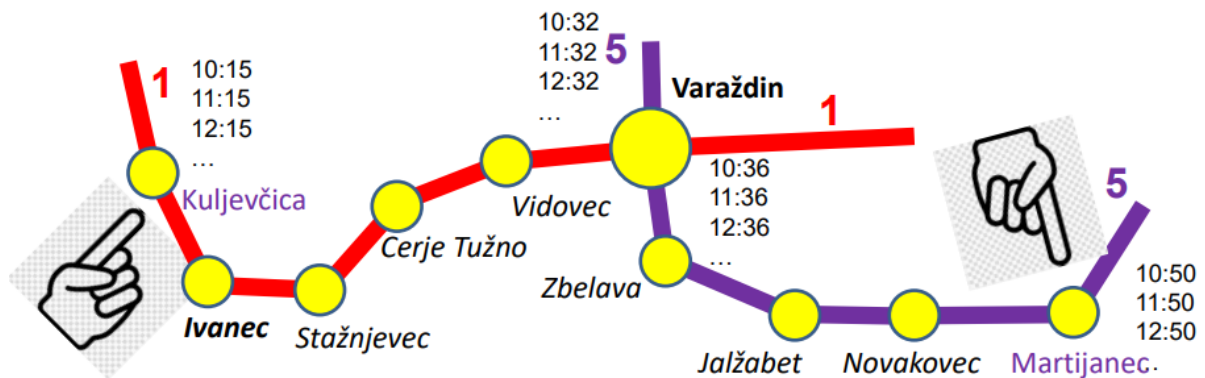 1
10:15
11:15
12:15
...
Kuljevčica
Ivanec
Stažnjevec
Cerje Tužno
Vidovec
10:32
11:32
12:32
...
5
Varaždin
1
10:36
11:36
12:36
...
Zbelava
Jalžabet
Novakovec
Martijanec
5
10:50
11:50
12:50
..